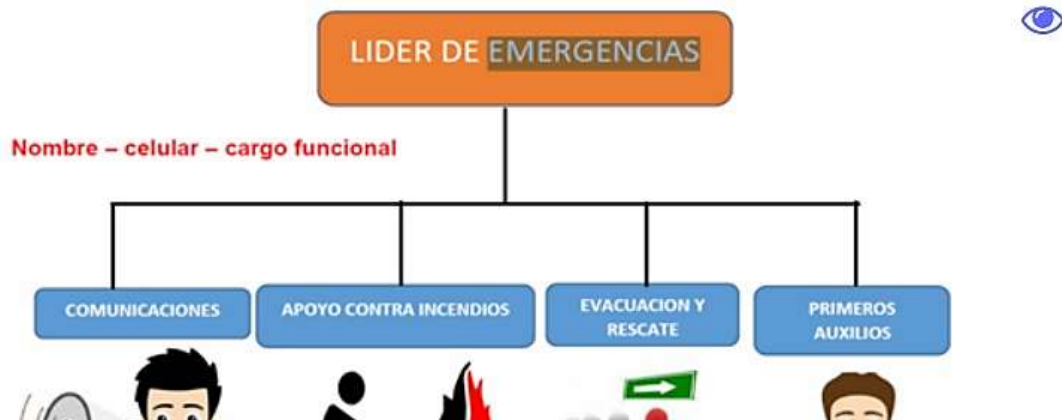 LIDER DE EMERGENCIAS
Nombre – celular – cargo funcional
COMUNICACIONES
APOYO CONTRA INCENDIOS
EVACUACION Y
RESCATE
PRIMEROS
AUXILIOS